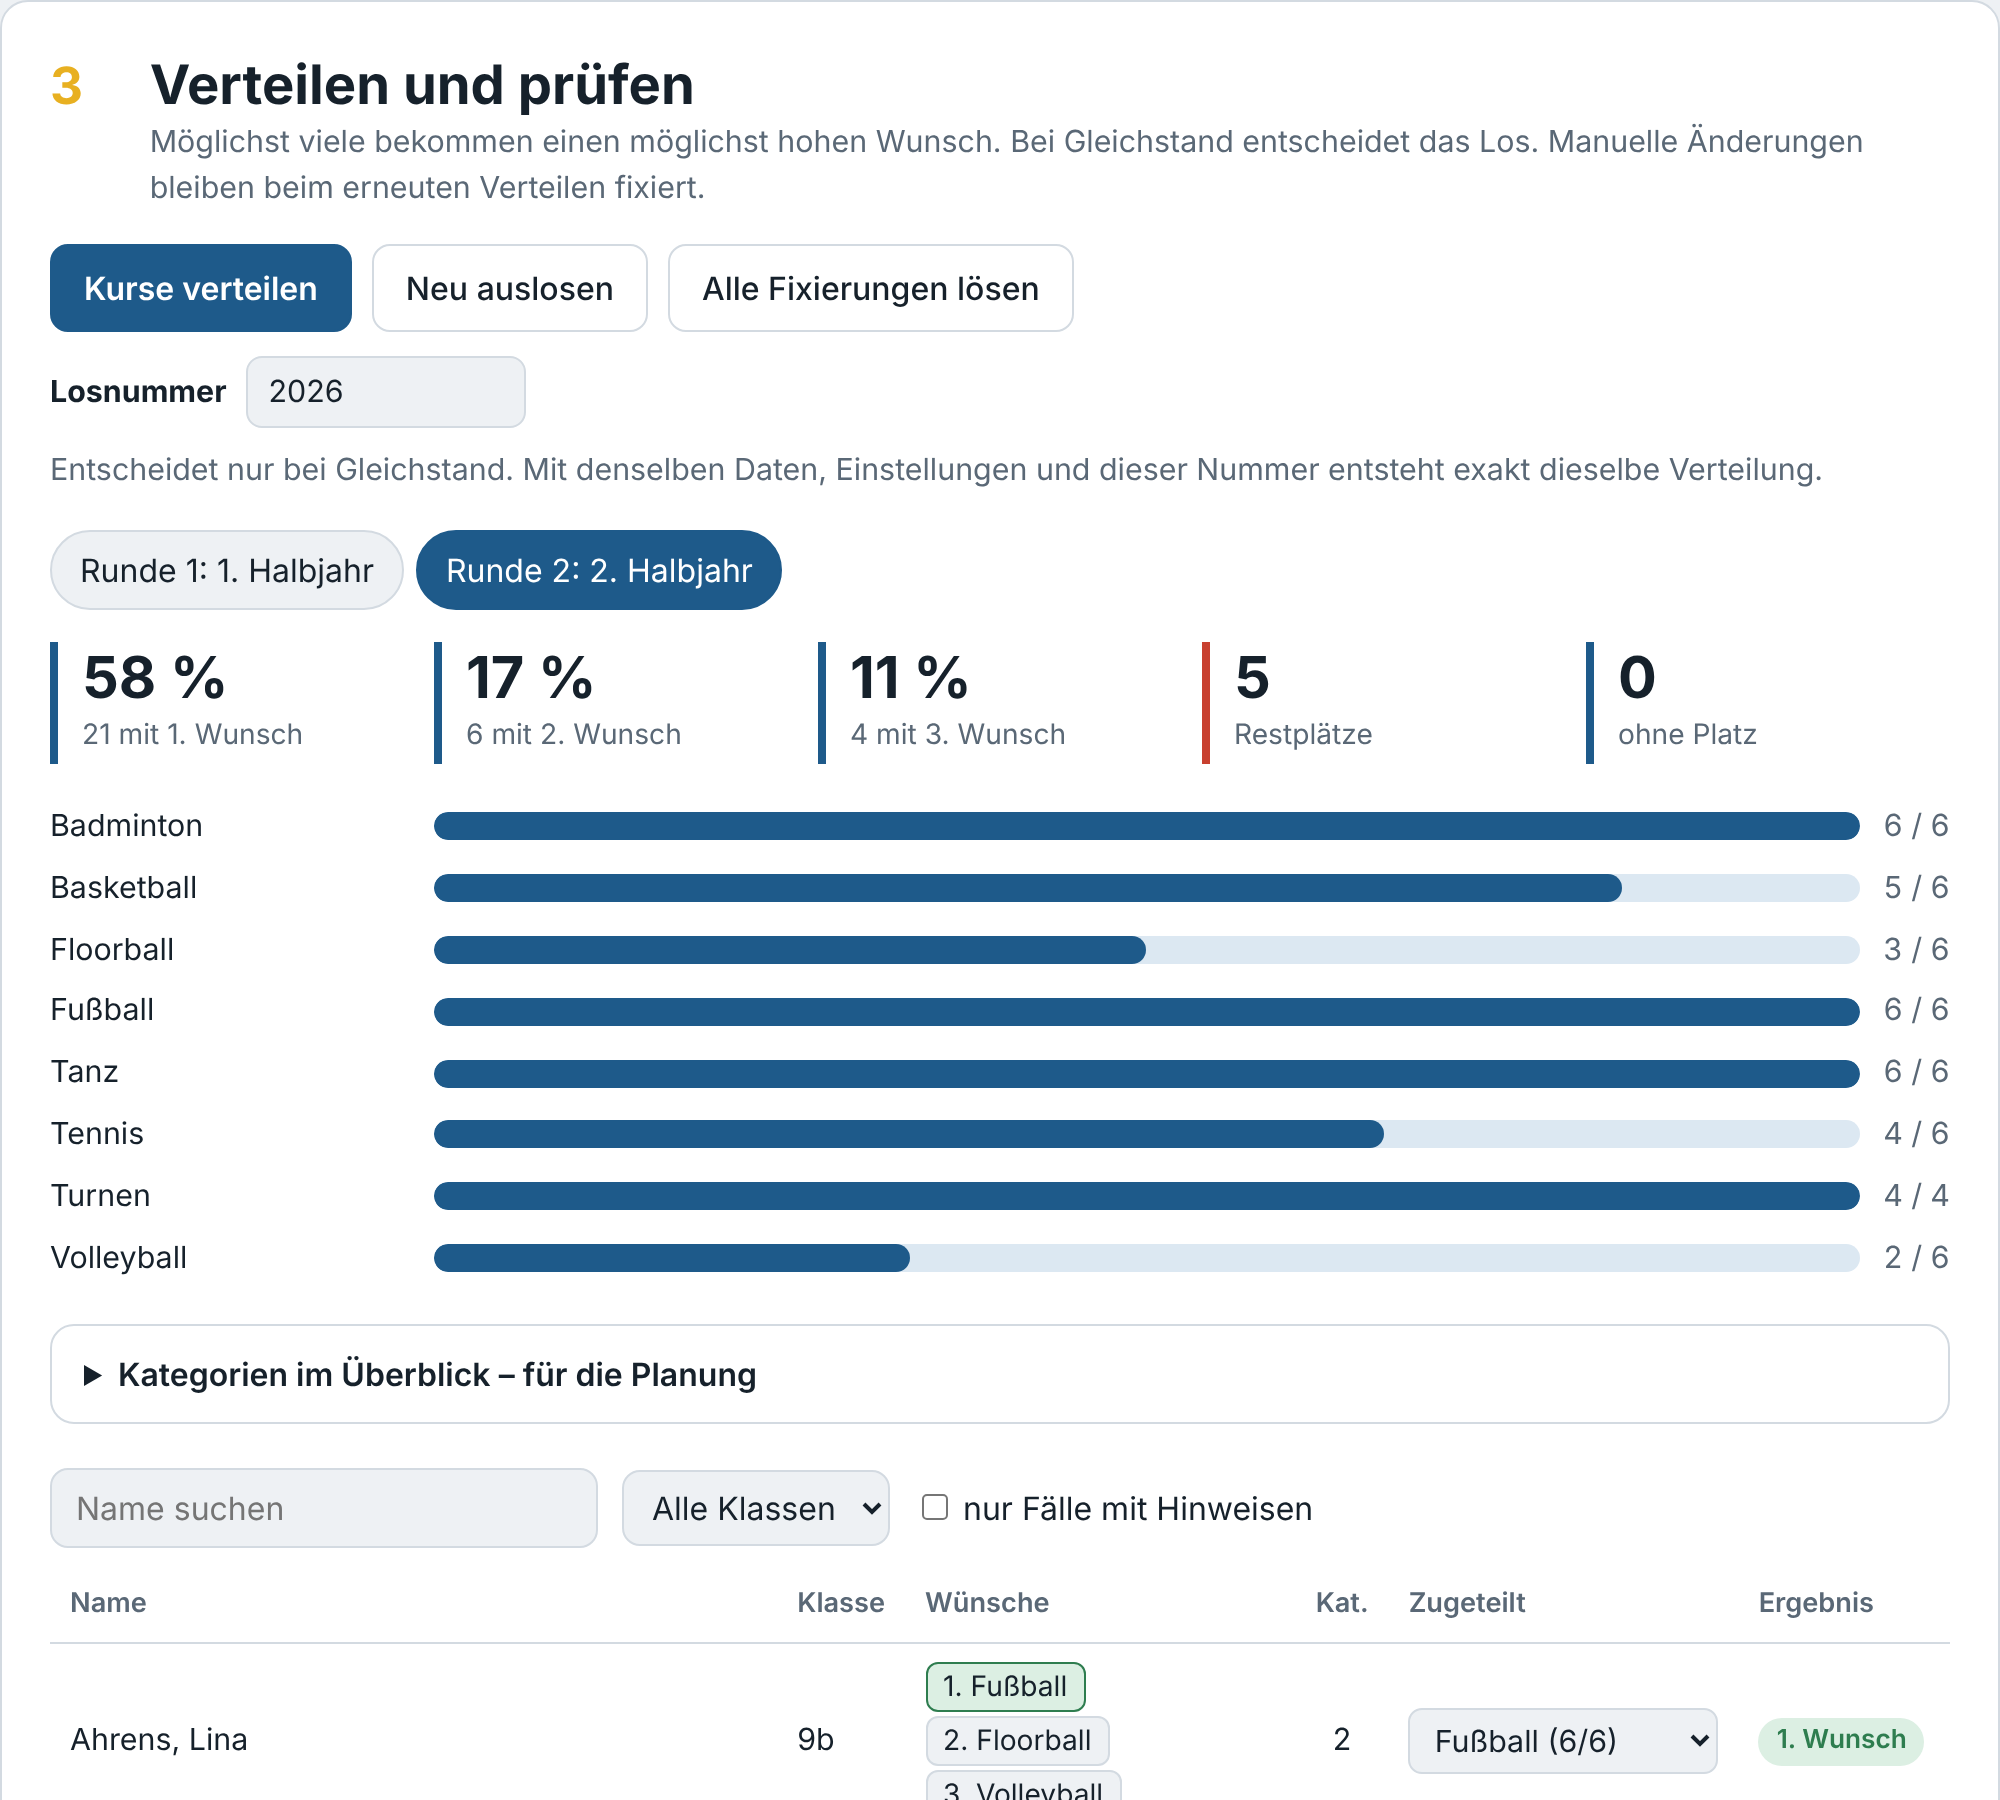 3
Verteilen und prüfen
Möglichst viele bekommen einen möglichst hohen Wunsch. Bei Gleichstand entscheidet das Los. Manuelle Änderungen
bleiben beim erneuten Verteilen fixiert.
Kurse verteilen Neu auslosen Alle Fixierungen lösen
Losnummer 2026
Entscheidet nur bei Gleichstand. Mit denselben Daten, Einstellungen und dieser Nummer entsteht exakt dieselbe Verteilung.
Runde 1: 1. Halbjahr Runde 2: 2. Halbjahr
58 % 17 % 11 % 5 0
21 mit 1. Wunsch 6 mit 2. Wunsch 4 mit 3. Wunsch Restplätze ohne Platz
Badminton 6 / 6
Basketball 5 / 6
Floorball 3 / 6
Fußball 6 / 6
Tanz 6 / 6
Tennis 4 / 6
Turnen 4 / 4
Volleyball 2 / 6
Kategorien im Überblick – für die Planung
Name suchen Alle Klassen nur Fälle mit Hinweisen
Name Klasse Wünsche Kat. Zugeteilt Ergebnis
1. Fußball
Ahrens, Lina 9b 2. Floorball 2 Fußball (6/6) 1. Wunsch
3. Volleyball